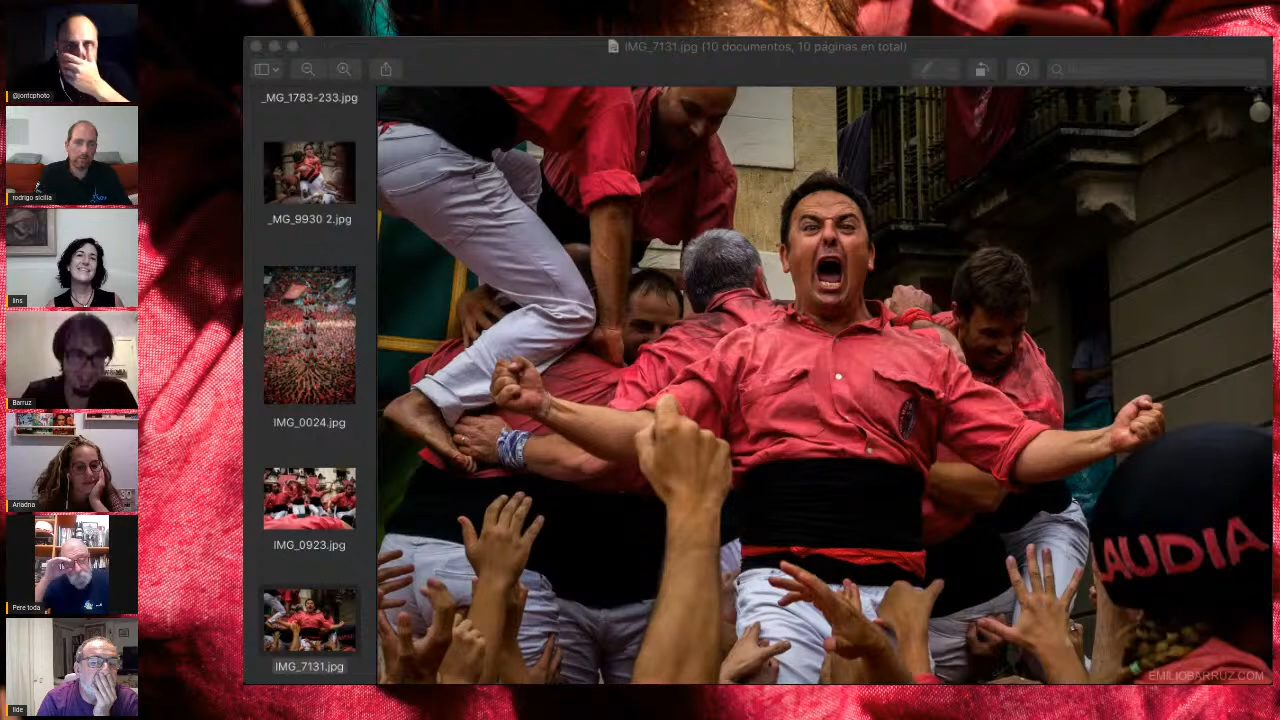 @jontcphoto
rodrigo sicilia
lins
Barruz
Ariadna
Pere toda
Ilde
IMG_7131.jpg (10 documentos, 10 páginas en total)
_MG_1783-233.jpg
_MG_9930 2.jpg
IMG_0024.jpg
IMG_0923.jpg
IMG_7131.jpg
AUDIA
EMILIOBARRUZ.COM